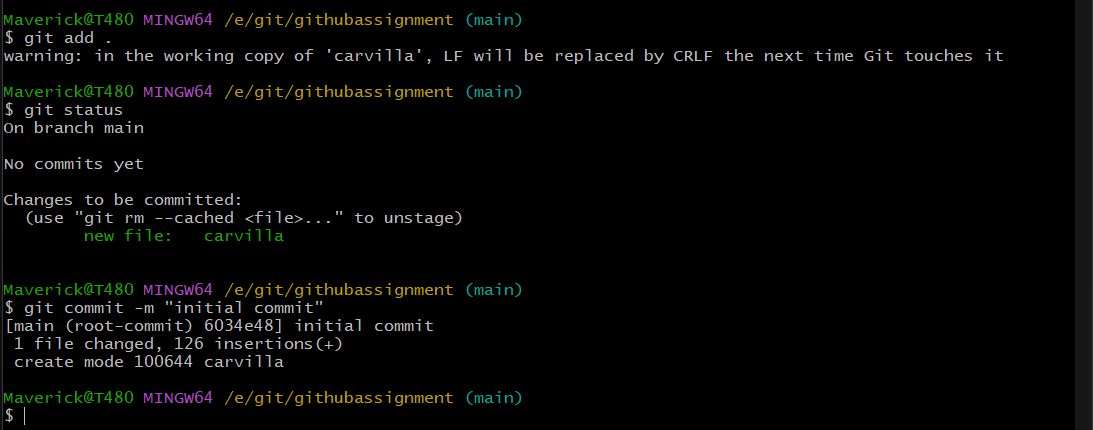 Maverick@T480 MINGW64 /e/git/githubassignment (main)
$ git add .
warning: in the working copy of 'carvilla', LF will be replaced by CRLF the next time Git touches it
Maverick@T480 MINGW64 /e/git/githubassignment (main)
$ git status
On branch main
No commits yet
Changes to be committed:
  (use "git rm --cached <file>..." to unstage)
        new file:   carvilla
Maverick@T480 MINGW64 /e/git/githubassignment (main)
$ git commit -m "initial commit"
[main (root-commit) 6034e48] initial commit
 1 file changed, 126 insertions(+)
 create mode 100644 carvilla
Maverick@T480 MINGW64 /e/git/githubassignment (main)
$